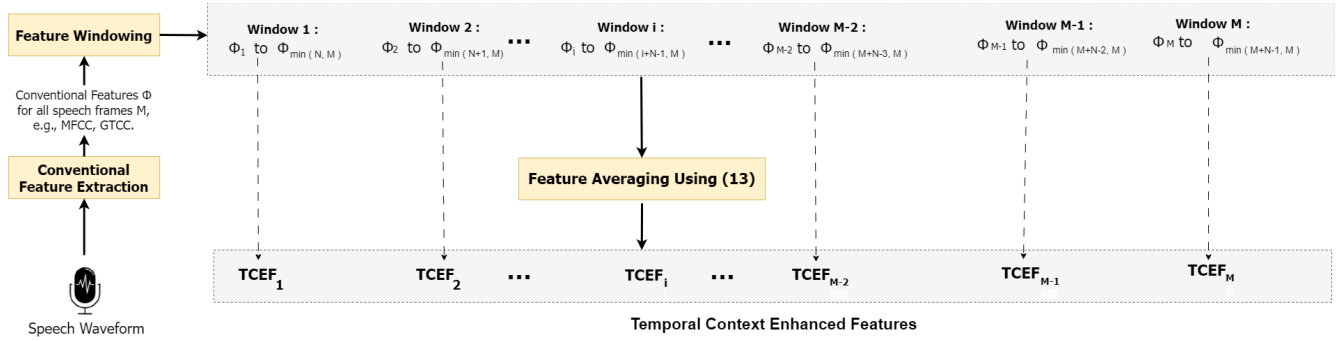 Feature Windowing
Window 1 :
Φ1 to Φmin ( N, M )
Window 2 :
Φ2 to Φmin ( N+1, M)
...
Window i :
Φi to Φmin ( i+N-1, M )
...
Window M-2 :
ΦM-2 to Φmin ( M+N-3, M )
Window M-1 :
ΦM-1 to Φmin ( M+N-2, M )
Window M :
ΦM to Φmin ( M+N-1, M )
Conventional Features Φ
for all speech frames M,
e.g., MFCC, GTCC.
Conventional
Feature Extraction
Feature Averaging Using (13)
TCEF1
TCEF2
...
TCEFi
...
TCEFM-2
TCEFM-1
TCEFM
Speech Waveform
Temporal Context Enhanced Features